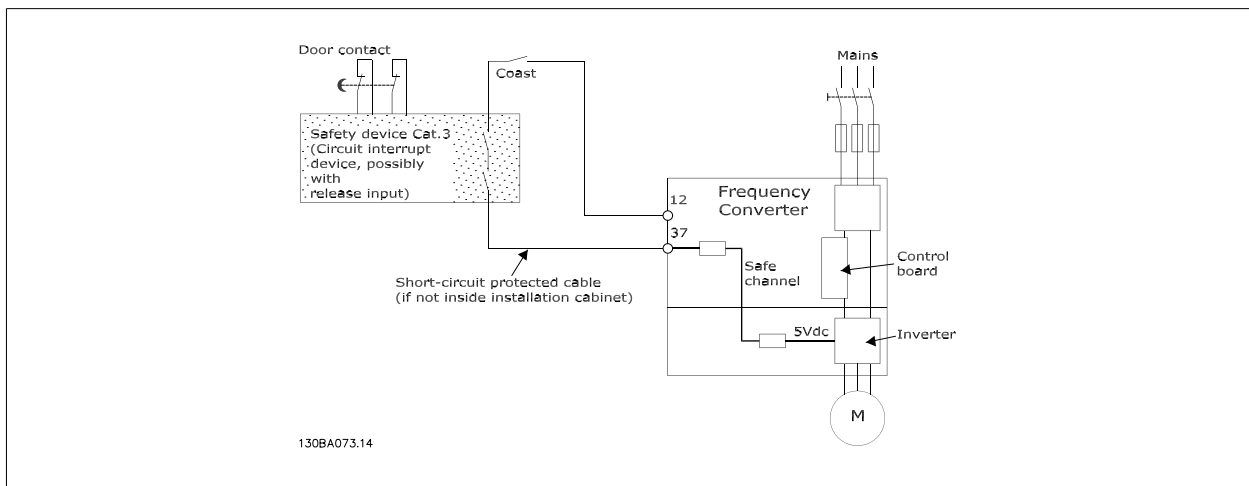 Door contact
Coast
Mains
Safety device Cat.3
(Circuit interrupt
device, possibly
with
release input)
12
Frequency
Converter
37
Safe
channel
Control
board
Short-circuit protected cable
(if not inside installation cabinet)
5Vdc
Inverter
M
130BA073.14